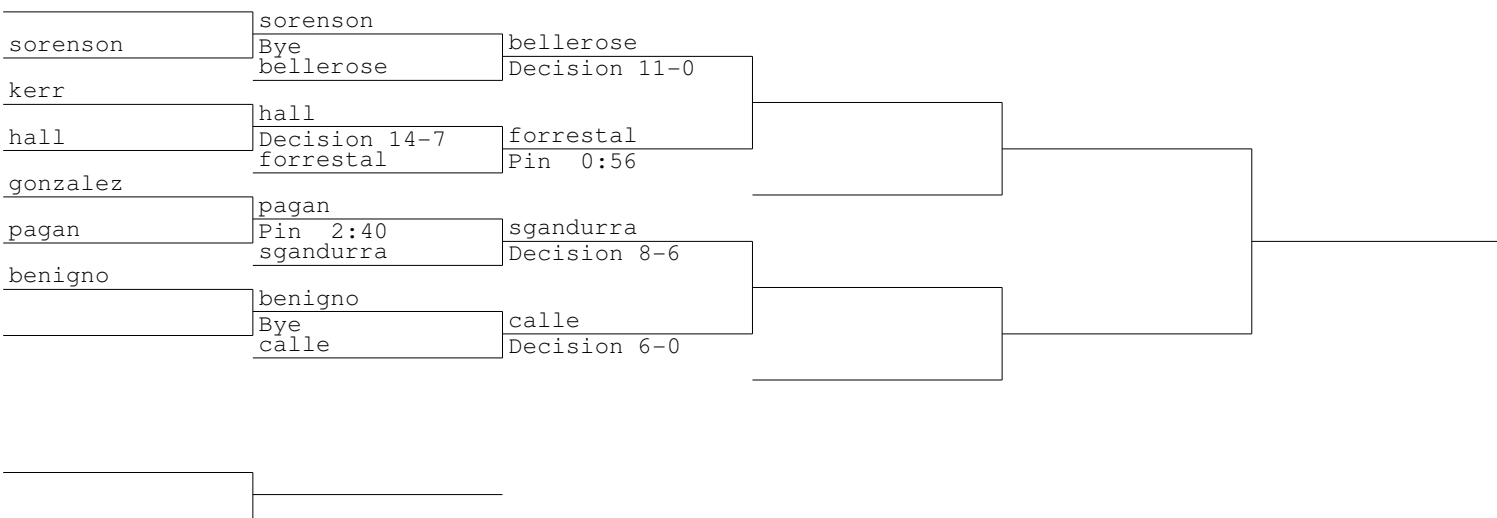 sorenson
sorenson
Bye
bellerose
bellerose
Decision 11-0
kerr
hall
hall
Decision 14-7
forrestal
forrestal
Pin  0:56
gonzalez
pagan
pagan
Pin  2:40
sgandurra
sgandurra
Decision 8-6
benigno
benigno
Bye
calle
calle
Decision 6-0